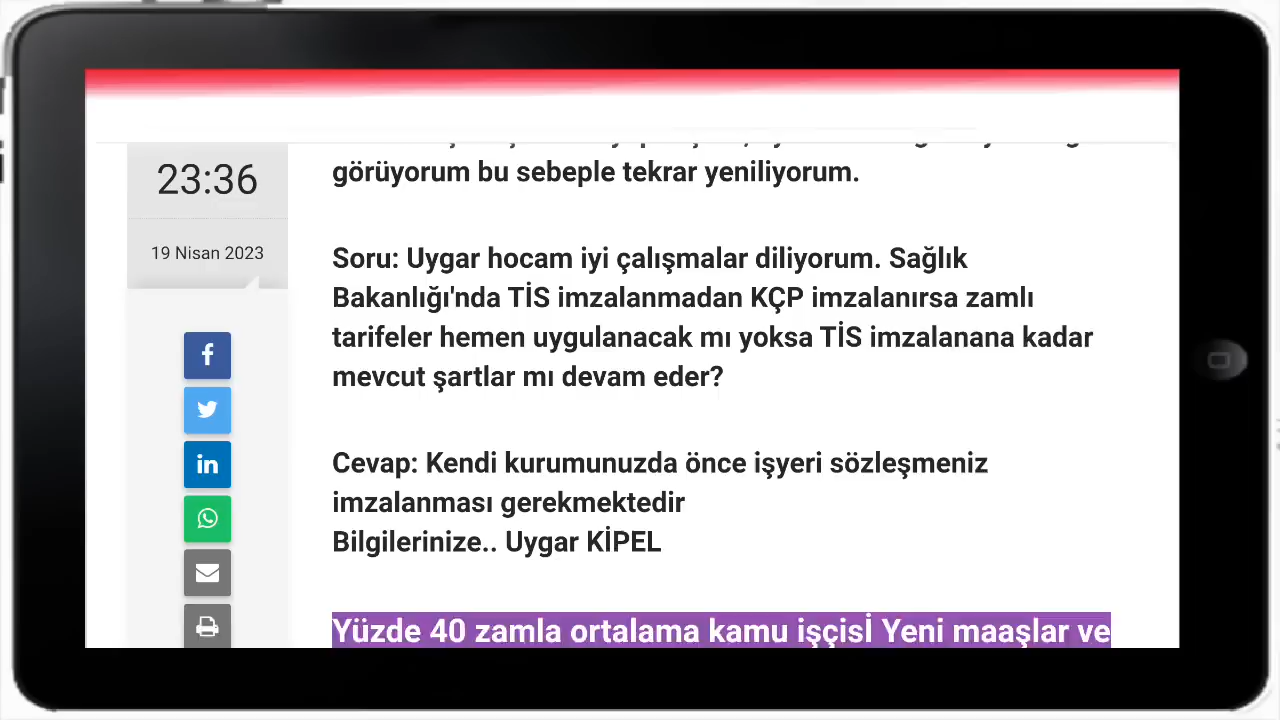 23:36
19 Nisan 2023
görüyorum bu sebeple tekrar yeniliyorum.
Soru: Uygar hocam iyi çalışmalar diliyorum. Sağlık
Bakanlığı'nda TİS imzalanmadan KÇP imzalanırsa zamlı
tarifeler hemen uygulanacak mı yoksa TİS imzalanana kadar
mevcut şartlar mı devam eder?
Cevap: Kendi kurumunuzda önce işyeri sözleşmeniz
imzalanması gerekmektedir
Bilgilerinize.. Uygar KİPEL
Yüzde 40 zamla ortalama kamu işçisİ Yeni maaşlar ve